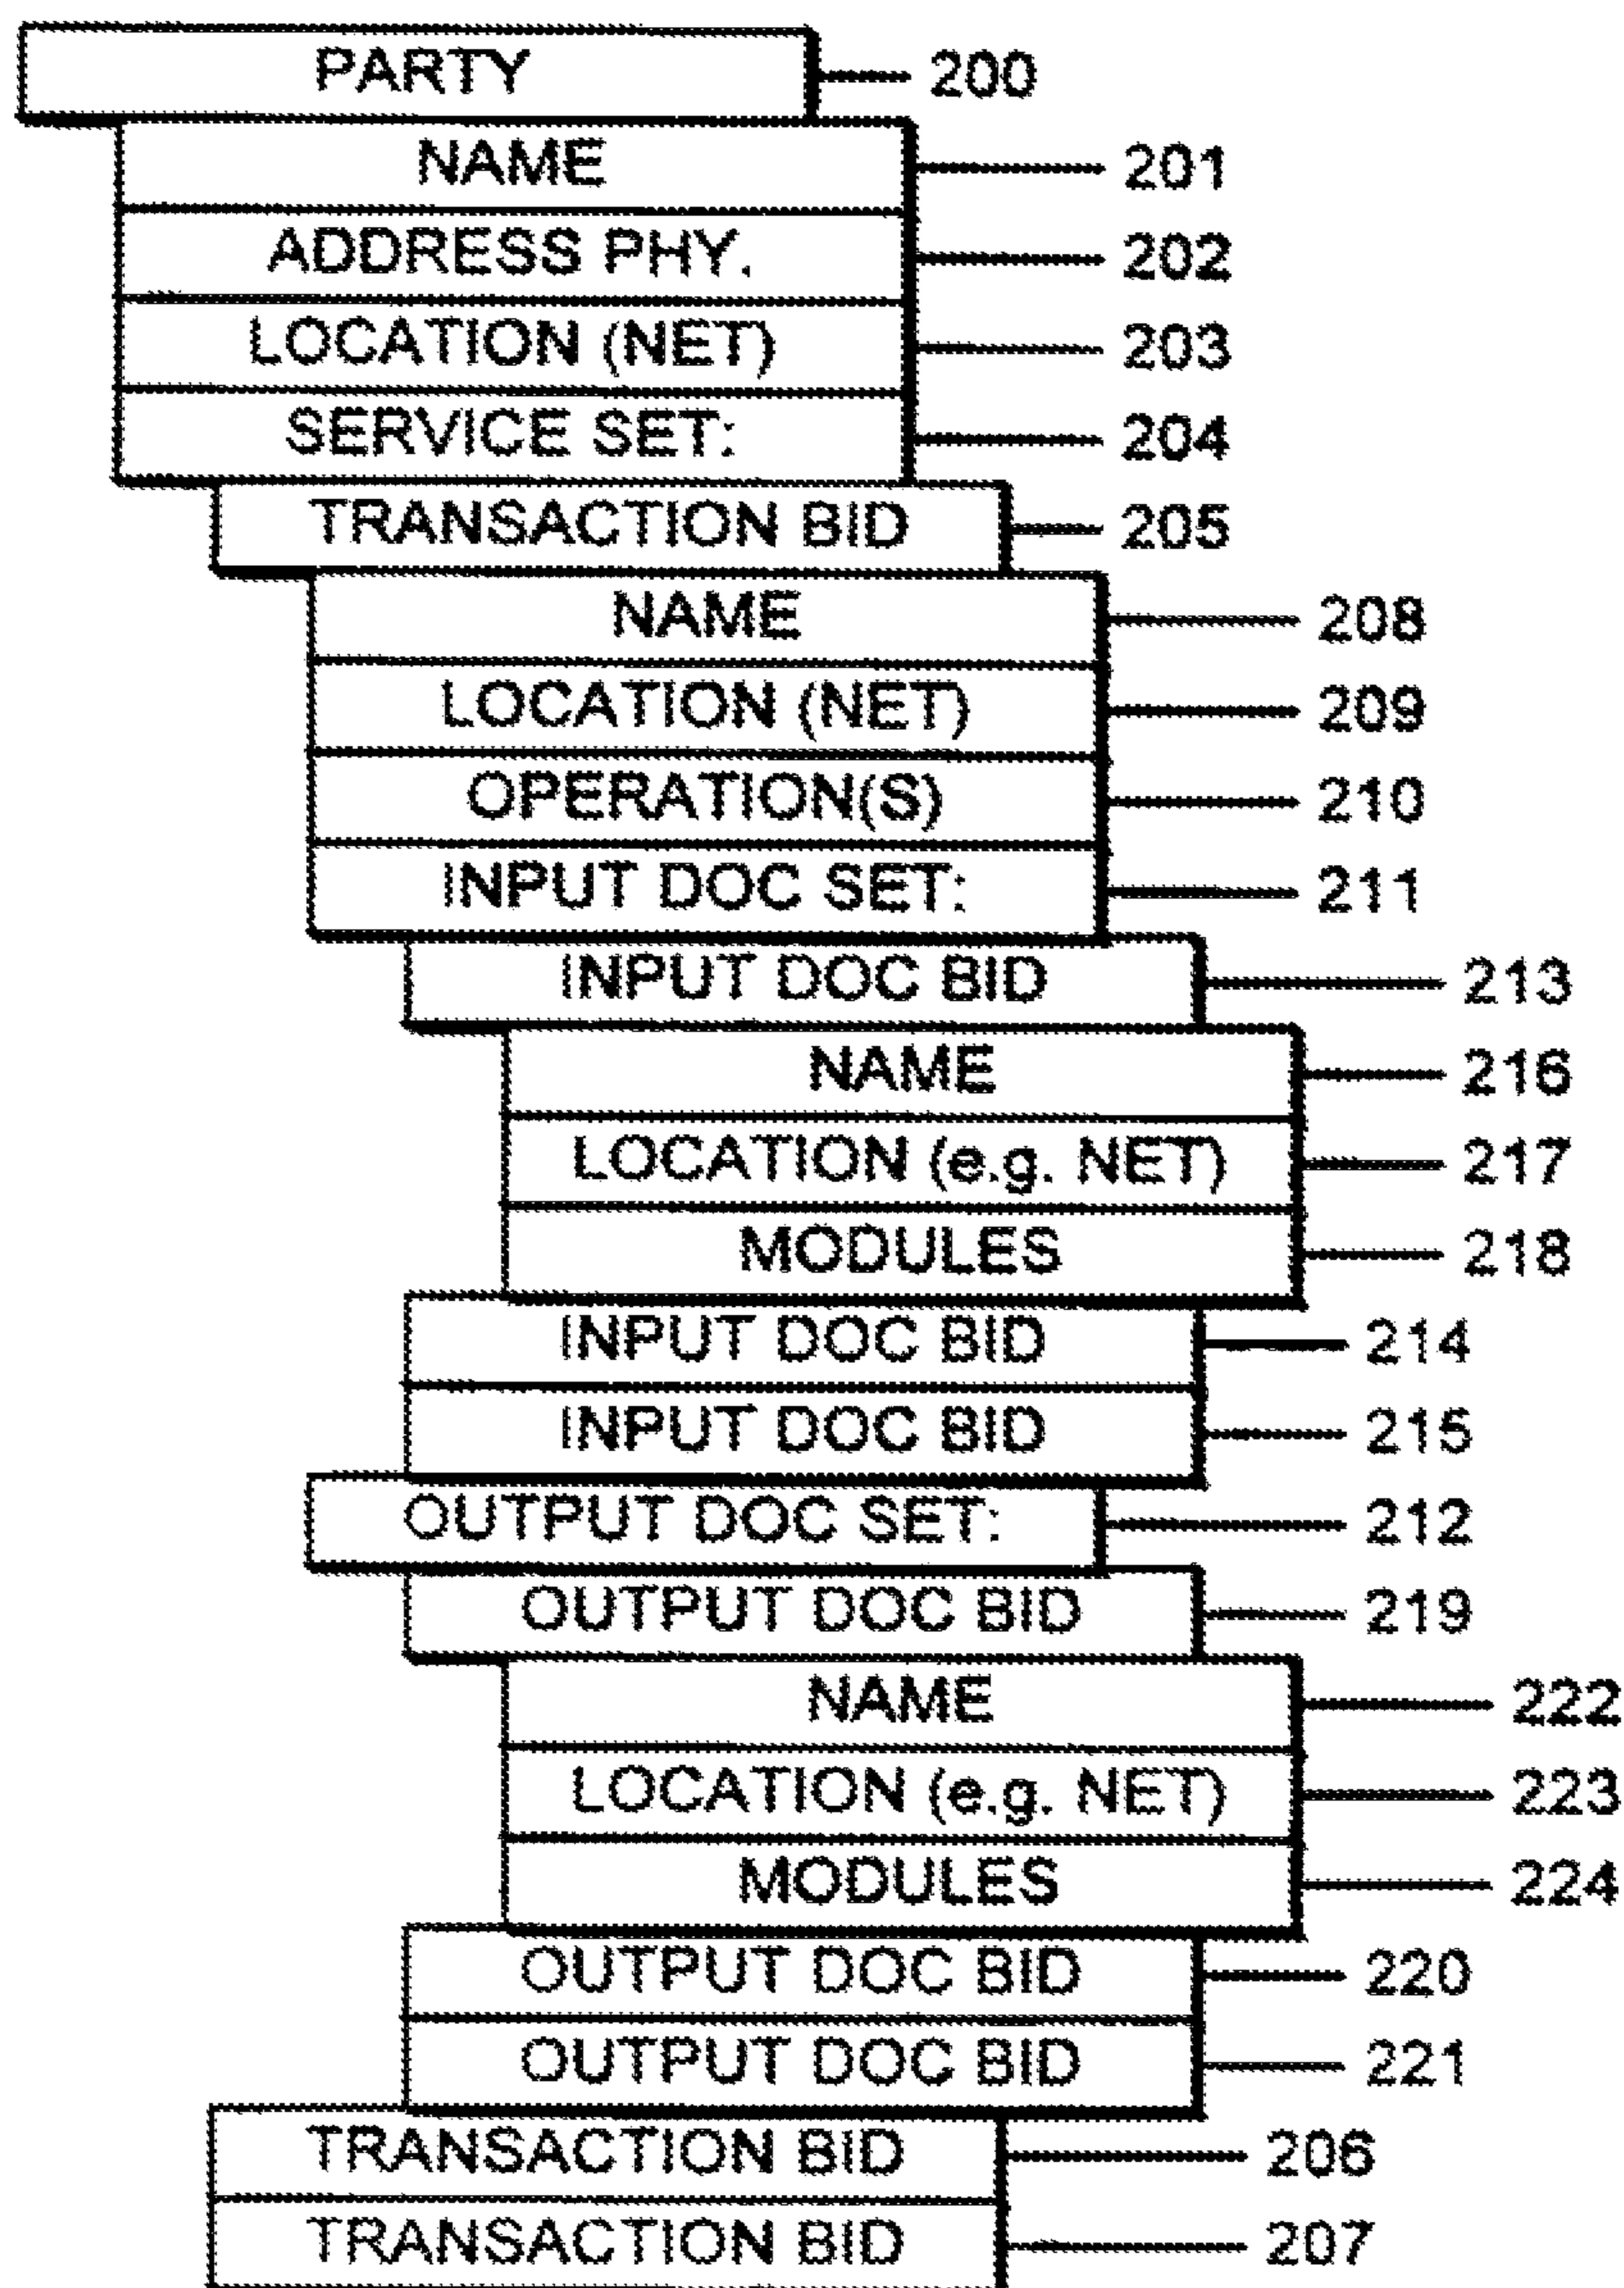 PARTY 200
NAME 201
ADDRESS PHY. 202
LOCATION (NET) 203
SERVICE SET: 204
TRANSACTION BID 205
NAME 208
LOCATION (NET) 209
OPERATION(S) 210
INPUT DOC SET: 211
INPUT DOC BID 213
NAME 216
LOCATION (e.g. NET) 217
MODULES 218
INPUT DOC BID 214
INPUT DOC BID 215
OUTPUT DOC SET: 212
OUTPUT DOC BID 219
NAME 222
LOCATION (e.g. NET) 223
MODULES 224
OUTPUT DOC BID 220
OUTPUT DOC BID 221
TRANSACTION BID 206
TRANSACTION BID 207